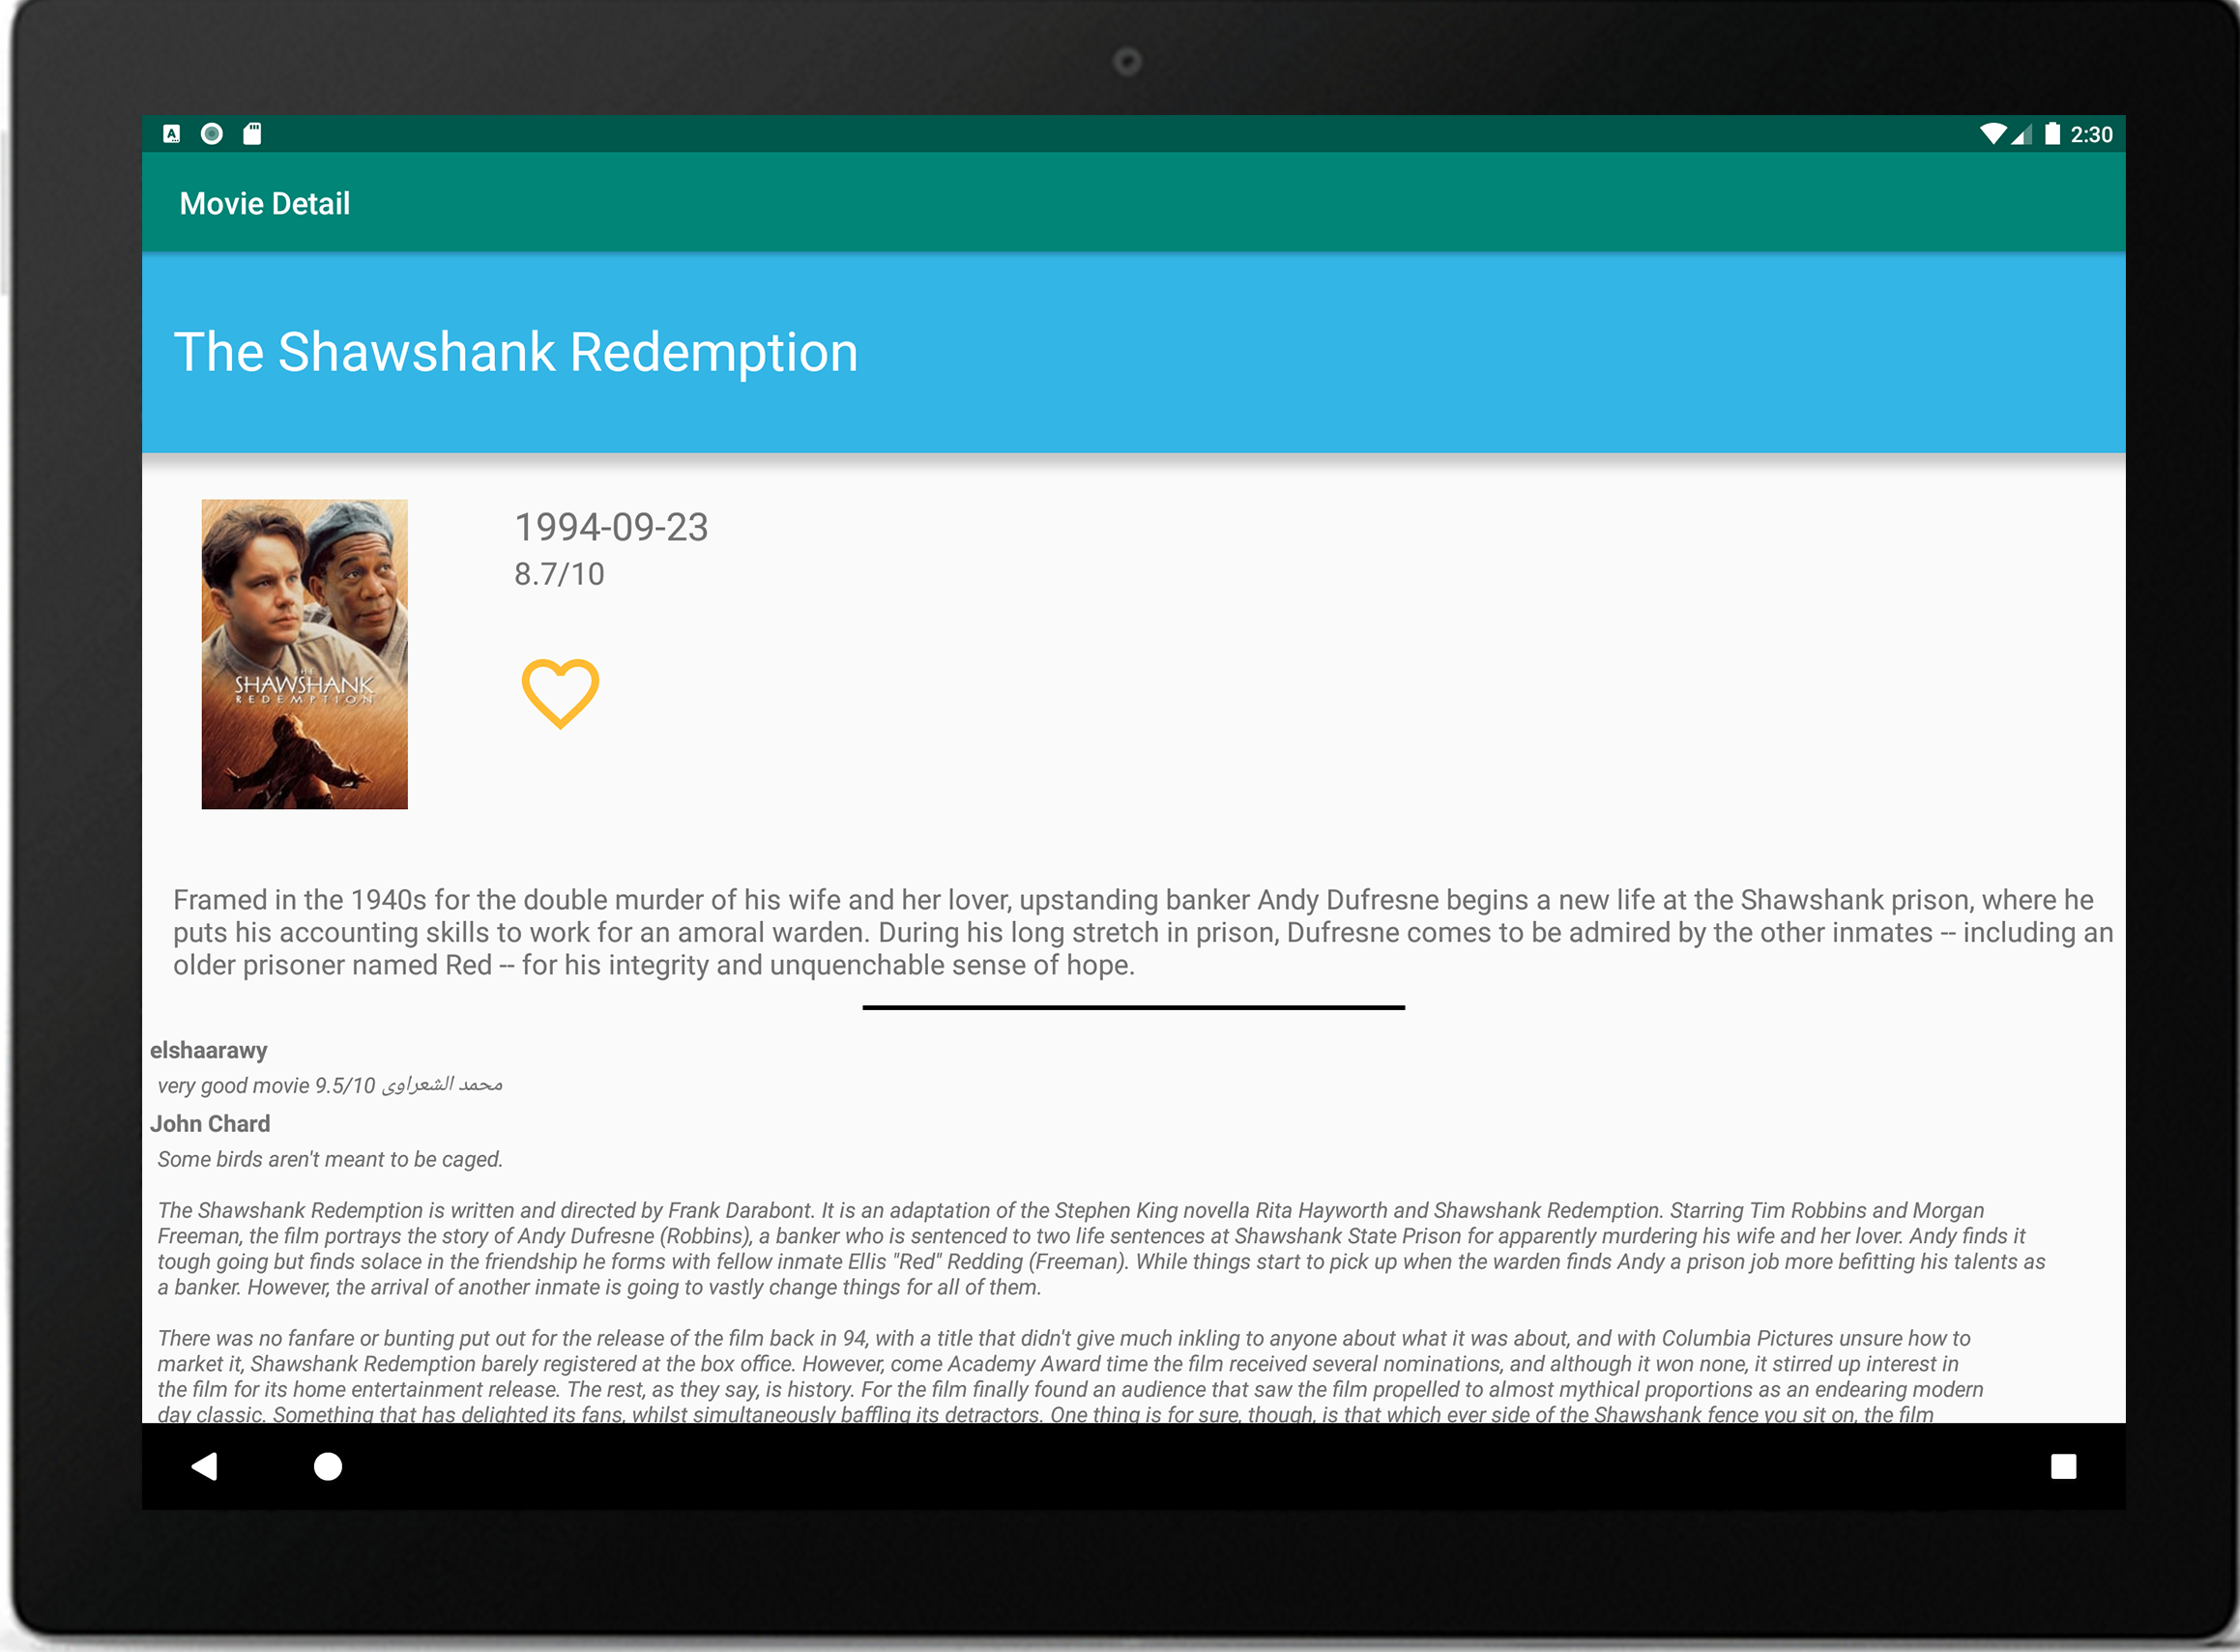 2:30
Movie Detail
The Shawshank Redemption
THE
SHAWSHANK
REDEMPTION
1994-09-23
8.7/10
Framed in the 1940s for the double murder of his wife and her lover, upstanding banker Andy Dufresne begins a new life at the Shawshank prison, where he
puts his accounting skills to work for an amoral warden. During his long stretch in prison, Dufresne comes to be admired by the other inmates -- including an
older prisoner named Red -- for his integrity and unquenchable sense of hope.
elshaarawy
very good movie 9.5/10 محمد الشعراوى
John Chard
Some birds aren't meant to be caged.
The Shawshank Redemption is written and directed by Frank Darabont. It is an adaptation of the Stephen King novella Rita Hayworth and Shawshank Redemption. Starring Tim Robbins and Morgan
Freeman, the film portrays the story of Andy Dufresne (Robbins), a banker who is sentenced to two life sentences at Shawshank State Prison for apparently murdering his wife and her lover. Andy finds it
tough going but finds solace in the friendship he forms with fellow inmate Ellis "Red" Redding (Freeman). While things start to pick up when the warden finds Andy a prison job more befitting his talents as
a banker. However, the arrival of another inmate is going to vastly change things for all of them.
There was no fanfare or bunting put out for the release of the film back in 94, with a title that didn't give much inkling to anyone about what it was about, and with Columbia Pictures unsure how to
market it, Shawshank Redemption barely registered at the box office. However, come Academy Award time the film received several nominations, and although it won none, it stirred up interest in
the film for its home entertainment release. The rest, as they say, is history. For the film finally found an audience that saw the film propelled to almost mythical proportions as an endearing modern
day classic. Something that has delighted its fans, whilst simultaneously baffling its detractors. One thing is for sure, though, is that which ever side of the Shawshank fence you sit on, the film